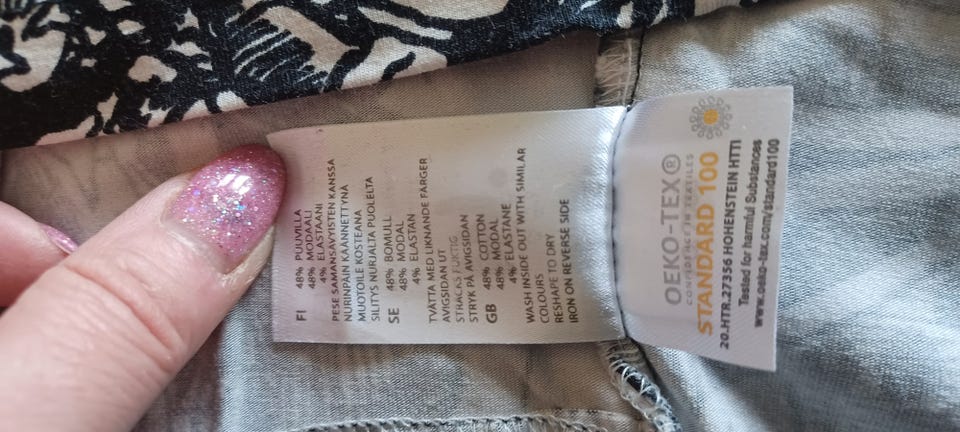 FI
48% PUUVILLA
48% MODAALI
4% ELASTAANI
PESE SAMANSÄVYISTEN KANSSA
NURINPÄIN KÄÄNNETTYNÄ
MUOTOILE KOSTEANA
SILITYS NURJALTA PUOLELTA
SE
48% BOMULL
48% MODAL
4% ELASTAN
TVÄTTA MED LIKNANDE FÄRGER
AVIGSIDAN UT
STRÄCKS FUKTIG
STRYK PÅ AVIGSIDAN
GB
48% COTTON
48% MODAL
4% ELASTANE
WASH INSIDE OUT WITH SIMILAR
COLOURS
RESHAPE TO DRY
IRON ON REVERSE SIDE
OEKO-TEX®
CONFIDENCE IN TEXTILES
STANDARD 100
20.HTR.27356 HOHENSTEIN HTTI
Tested for harmful Substances
www.oeko-tex.com/standard100